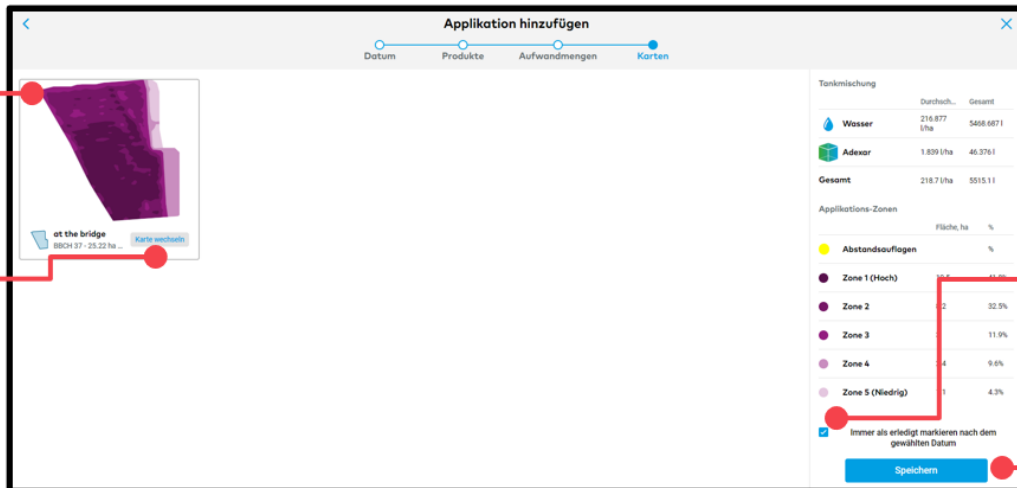 Applikation hinzufügen
Datum Produkte Aufwandmengen Karten
at the bridge
BBCH 37 - 25.22 ha ...
Karte wechseln
Tankmischung
Durchsch... Gesamt
Wasser 216.877 l/ha 5468.687 l
Adexar 1.839 l/ha 46.376 l
Gesamt 218.7 l/ha 5515.1 l
Applikations-Zonen
Fläche, ha %
Abstandsauflagen %
Zone 1 (Hoch)
Zone 2 32.5%
Zone 3 11.9%
Zone 4 9.6%
Zone 5 (Niedrig) 4.3%
Immer als erledigt markieren nach dem
gewählten Datum
Speichern